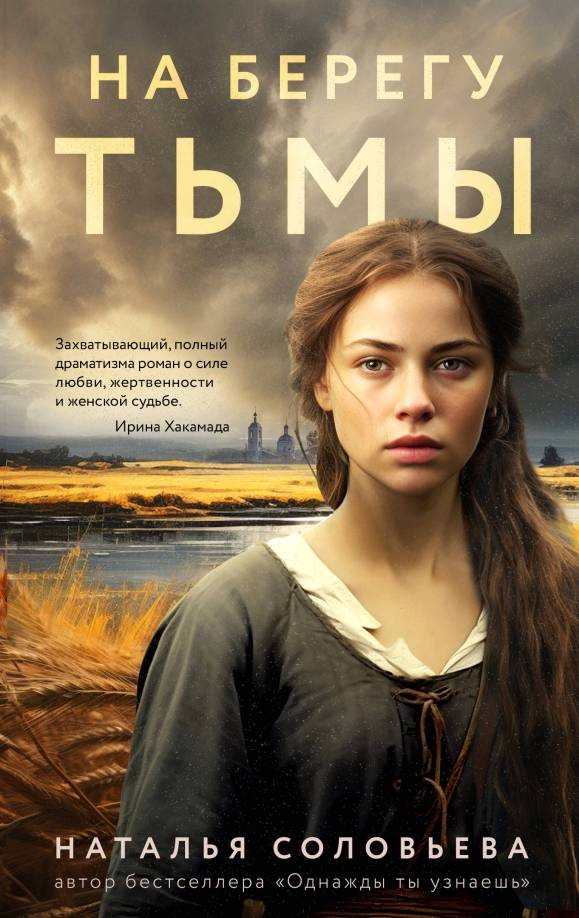 НА БЕРЕГУ
ТЬМЫ
Захватывающий, полный
драматизма роман о силе
любви, жертвенности
и женской судьбе.
Ирина Хакамада
НАТАЛЬЯ СОЛОВЬЕВА
автор бестселлера «Однажды ты узнаешь»